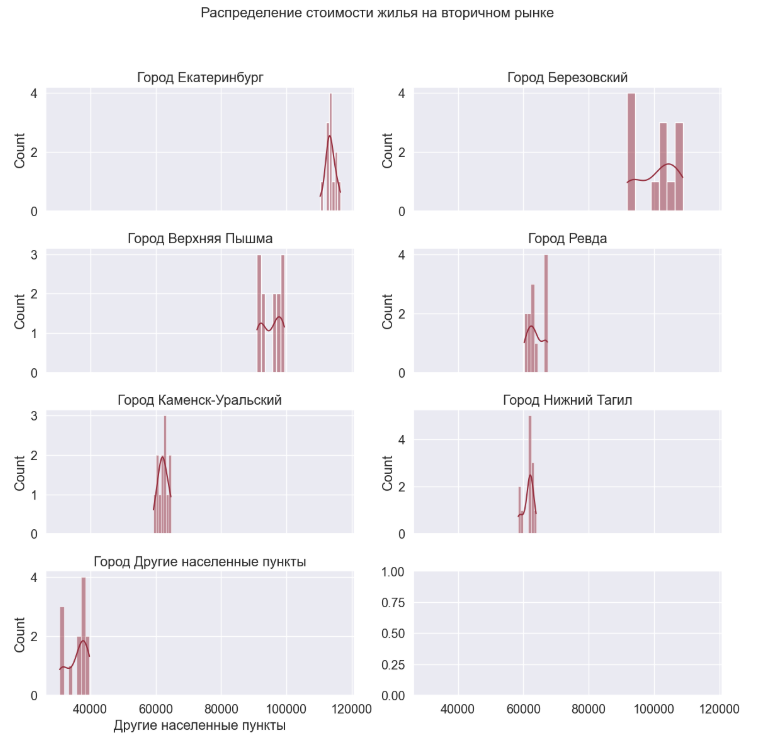 Распределение стоимости жилья на вторичном рынке
Город Екатеринбург
4
2
0
Count
Город Березовский
4
2
0
Count
Город Верхняя Пышма
3
2
1
0
Count
Город Ревда
4
2
0
Count
Город Каменск-Уральский
3
2
1
0
Count
Город Нижний Тагил
4
2
0
Count
Город Другие населенные пункты
4
2
0
Count
40000 60000 80000 100000 120000
Другие населенные пункты
1.00
0.75
0.50
0.25
0.00
40000 60000 80000 100000 120000